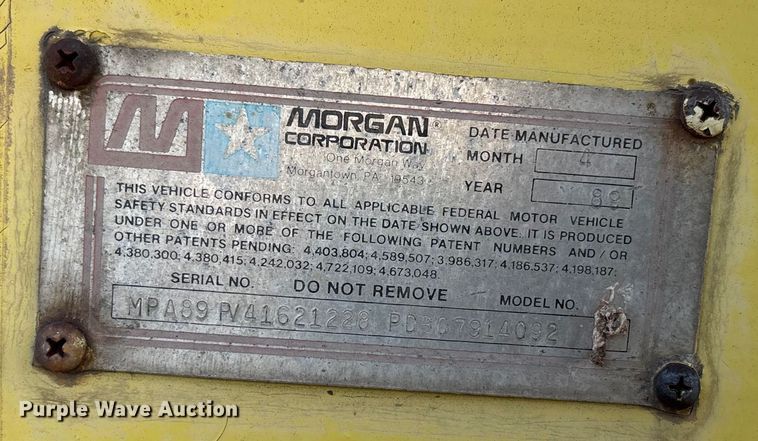 M
MORGAN®
CORPORATION
One Morgan Way
Morgantown, PA. 19543
DATE MANUFACTURED
MONTH 4
YEAR 89
THIS VEHICLE CONFORMS TO ALL APPLICABLE FEDERAL MOTOR VEHICLE
SAFETY STANDARDS IN EFFECT ON THE DATE SHOWN ABOVE. IT IS PRODUCED
UNDER ONE OR MORE OF THE FOLLOWING PATENT NUMBERS AND/OR
OTHER PATENTS PENDING: 4,403,804; 4,589,507; 3,986,317; 4,186,537; 4,198,187;
4,380,300; 4,380,415; 4,242,032; 4,722,109; 4,673,048.
SERIAL NO. DO NOT REMOVE MODEL NO.
MPA89 PV41621228
Purple Wave Auction